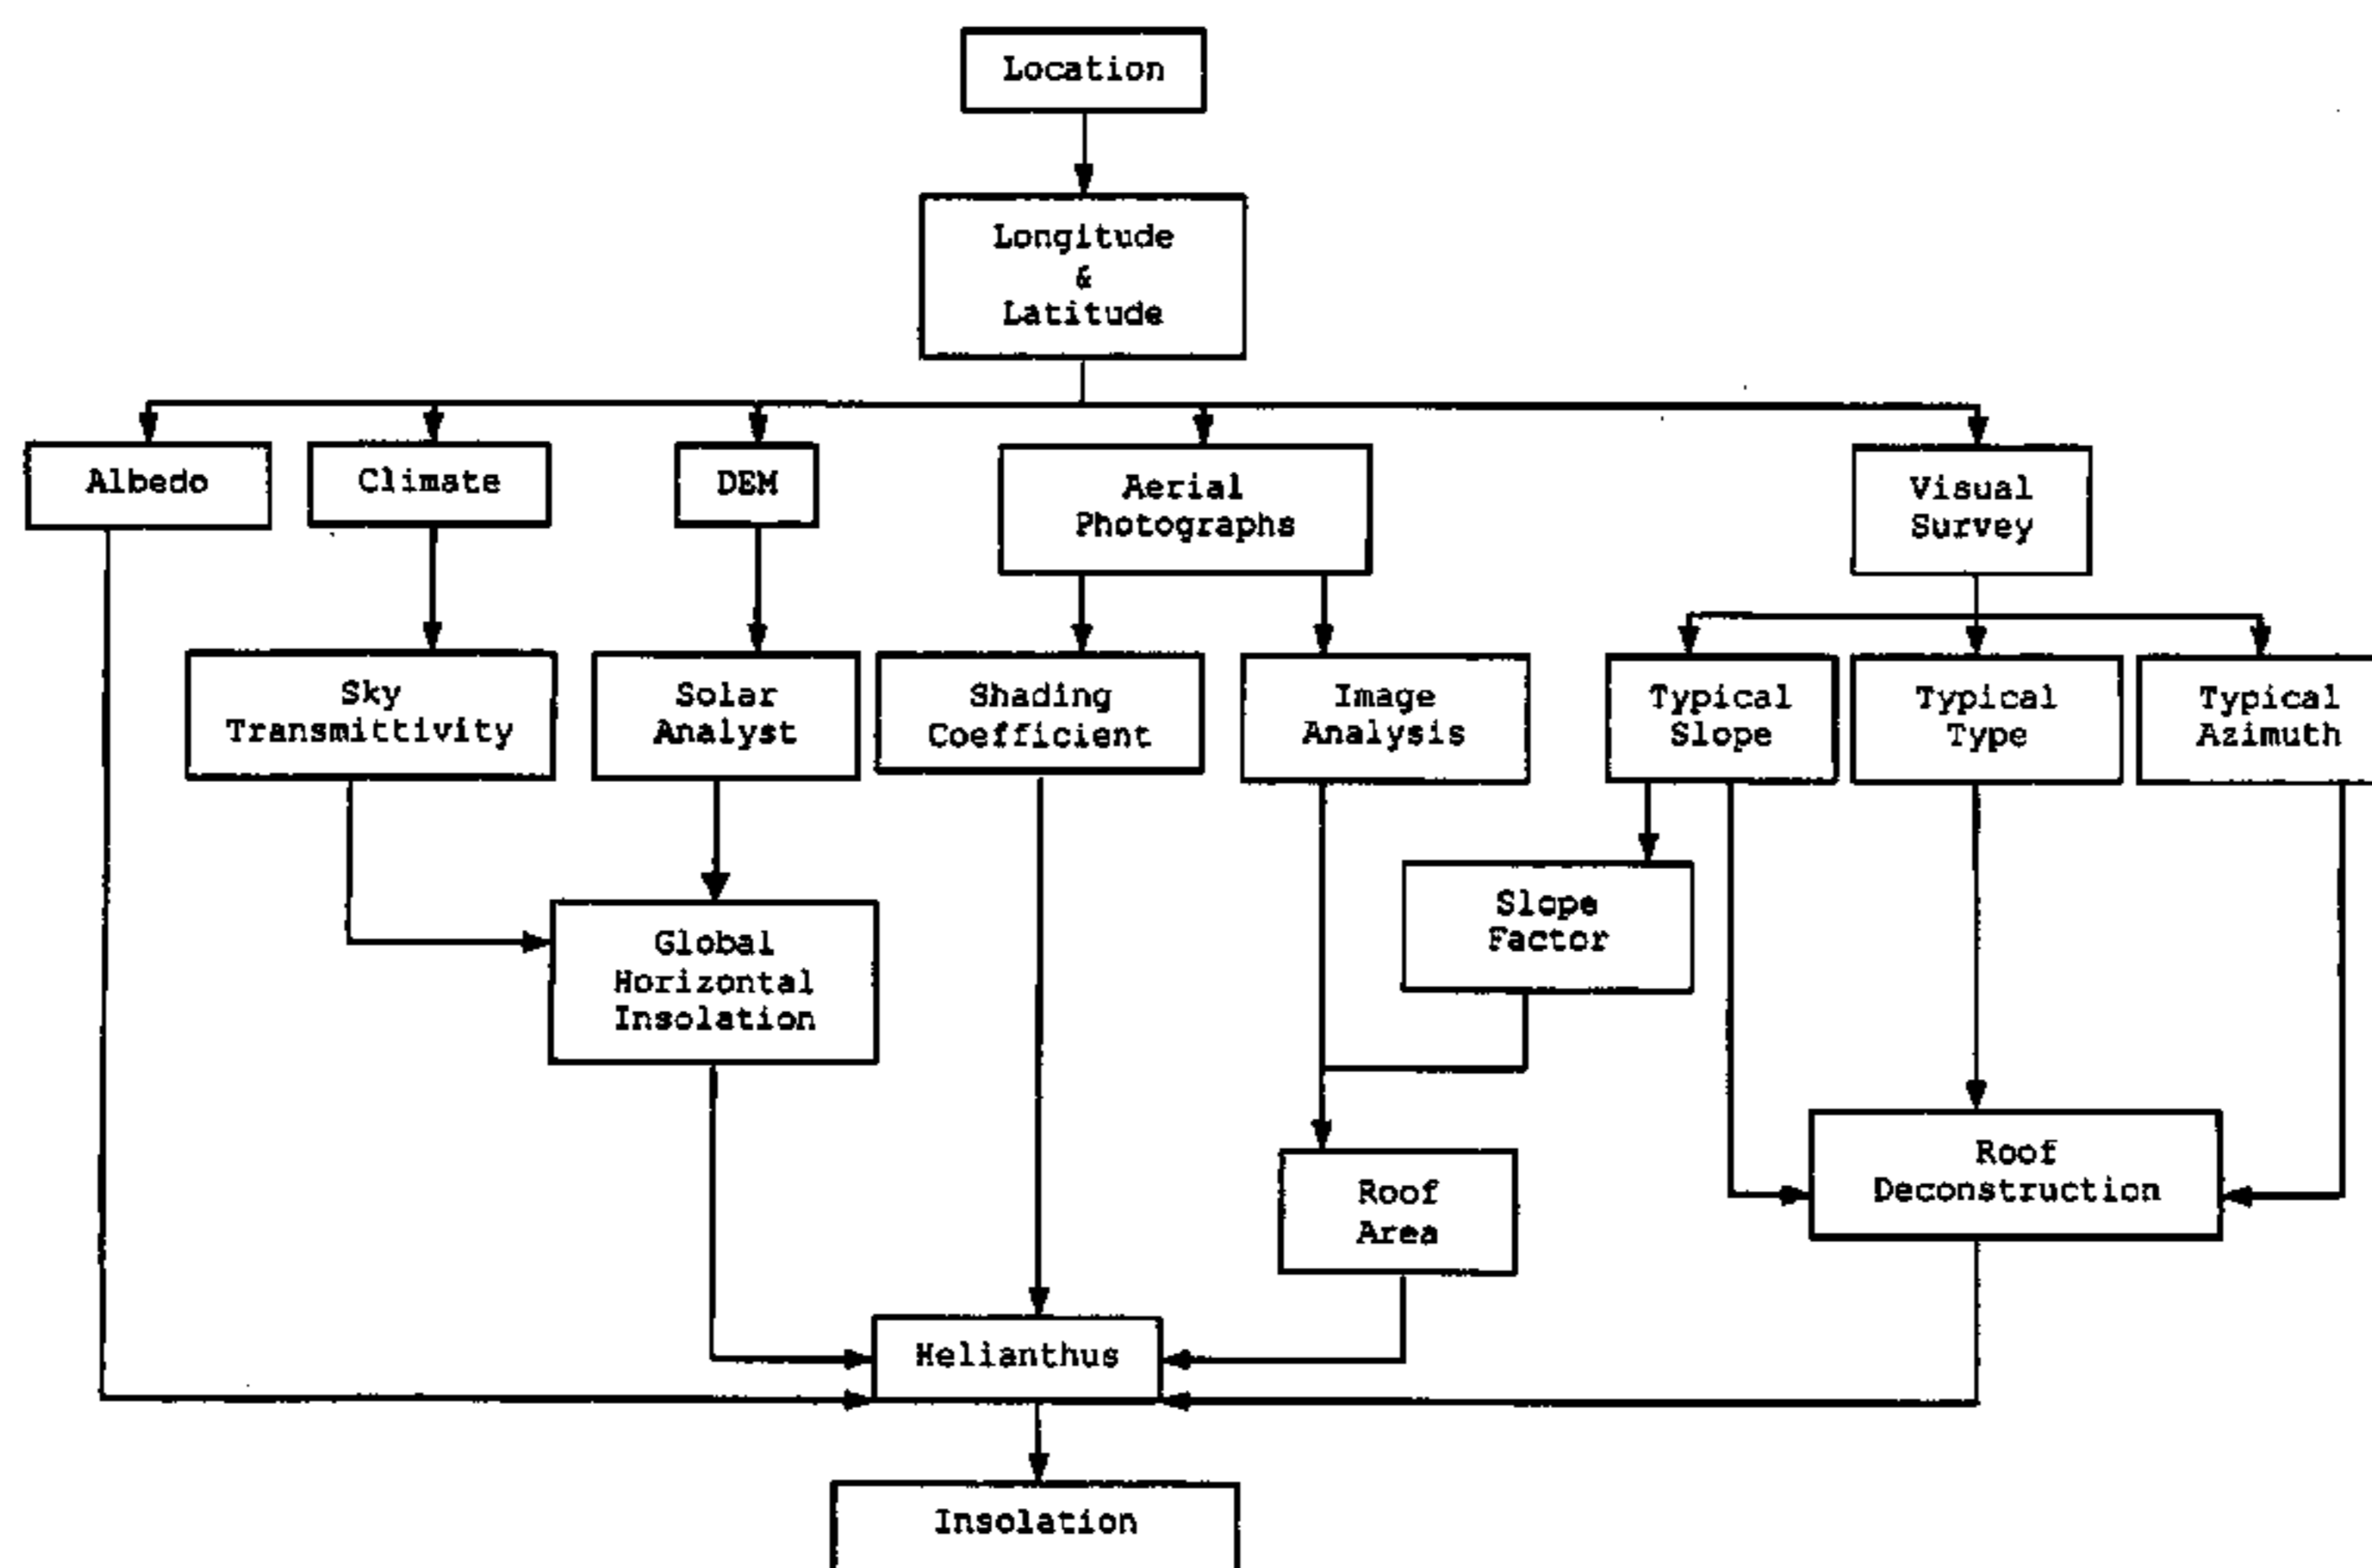 Location
Longitude
&
Latitude
Albedo
Climate
DEM
Aerial
Photographs
Visual
Survey
Sky
Transmittivity
Solar
Analyst
Shading
Coefficient
Image
Analysis
Typical
Slope
Typical
Type
Typical
Azimuth
Slope
Factor
Global
Horizontal
Insolation
Roof
Deconstruction
Roof
Area
Helianthus
Insolation